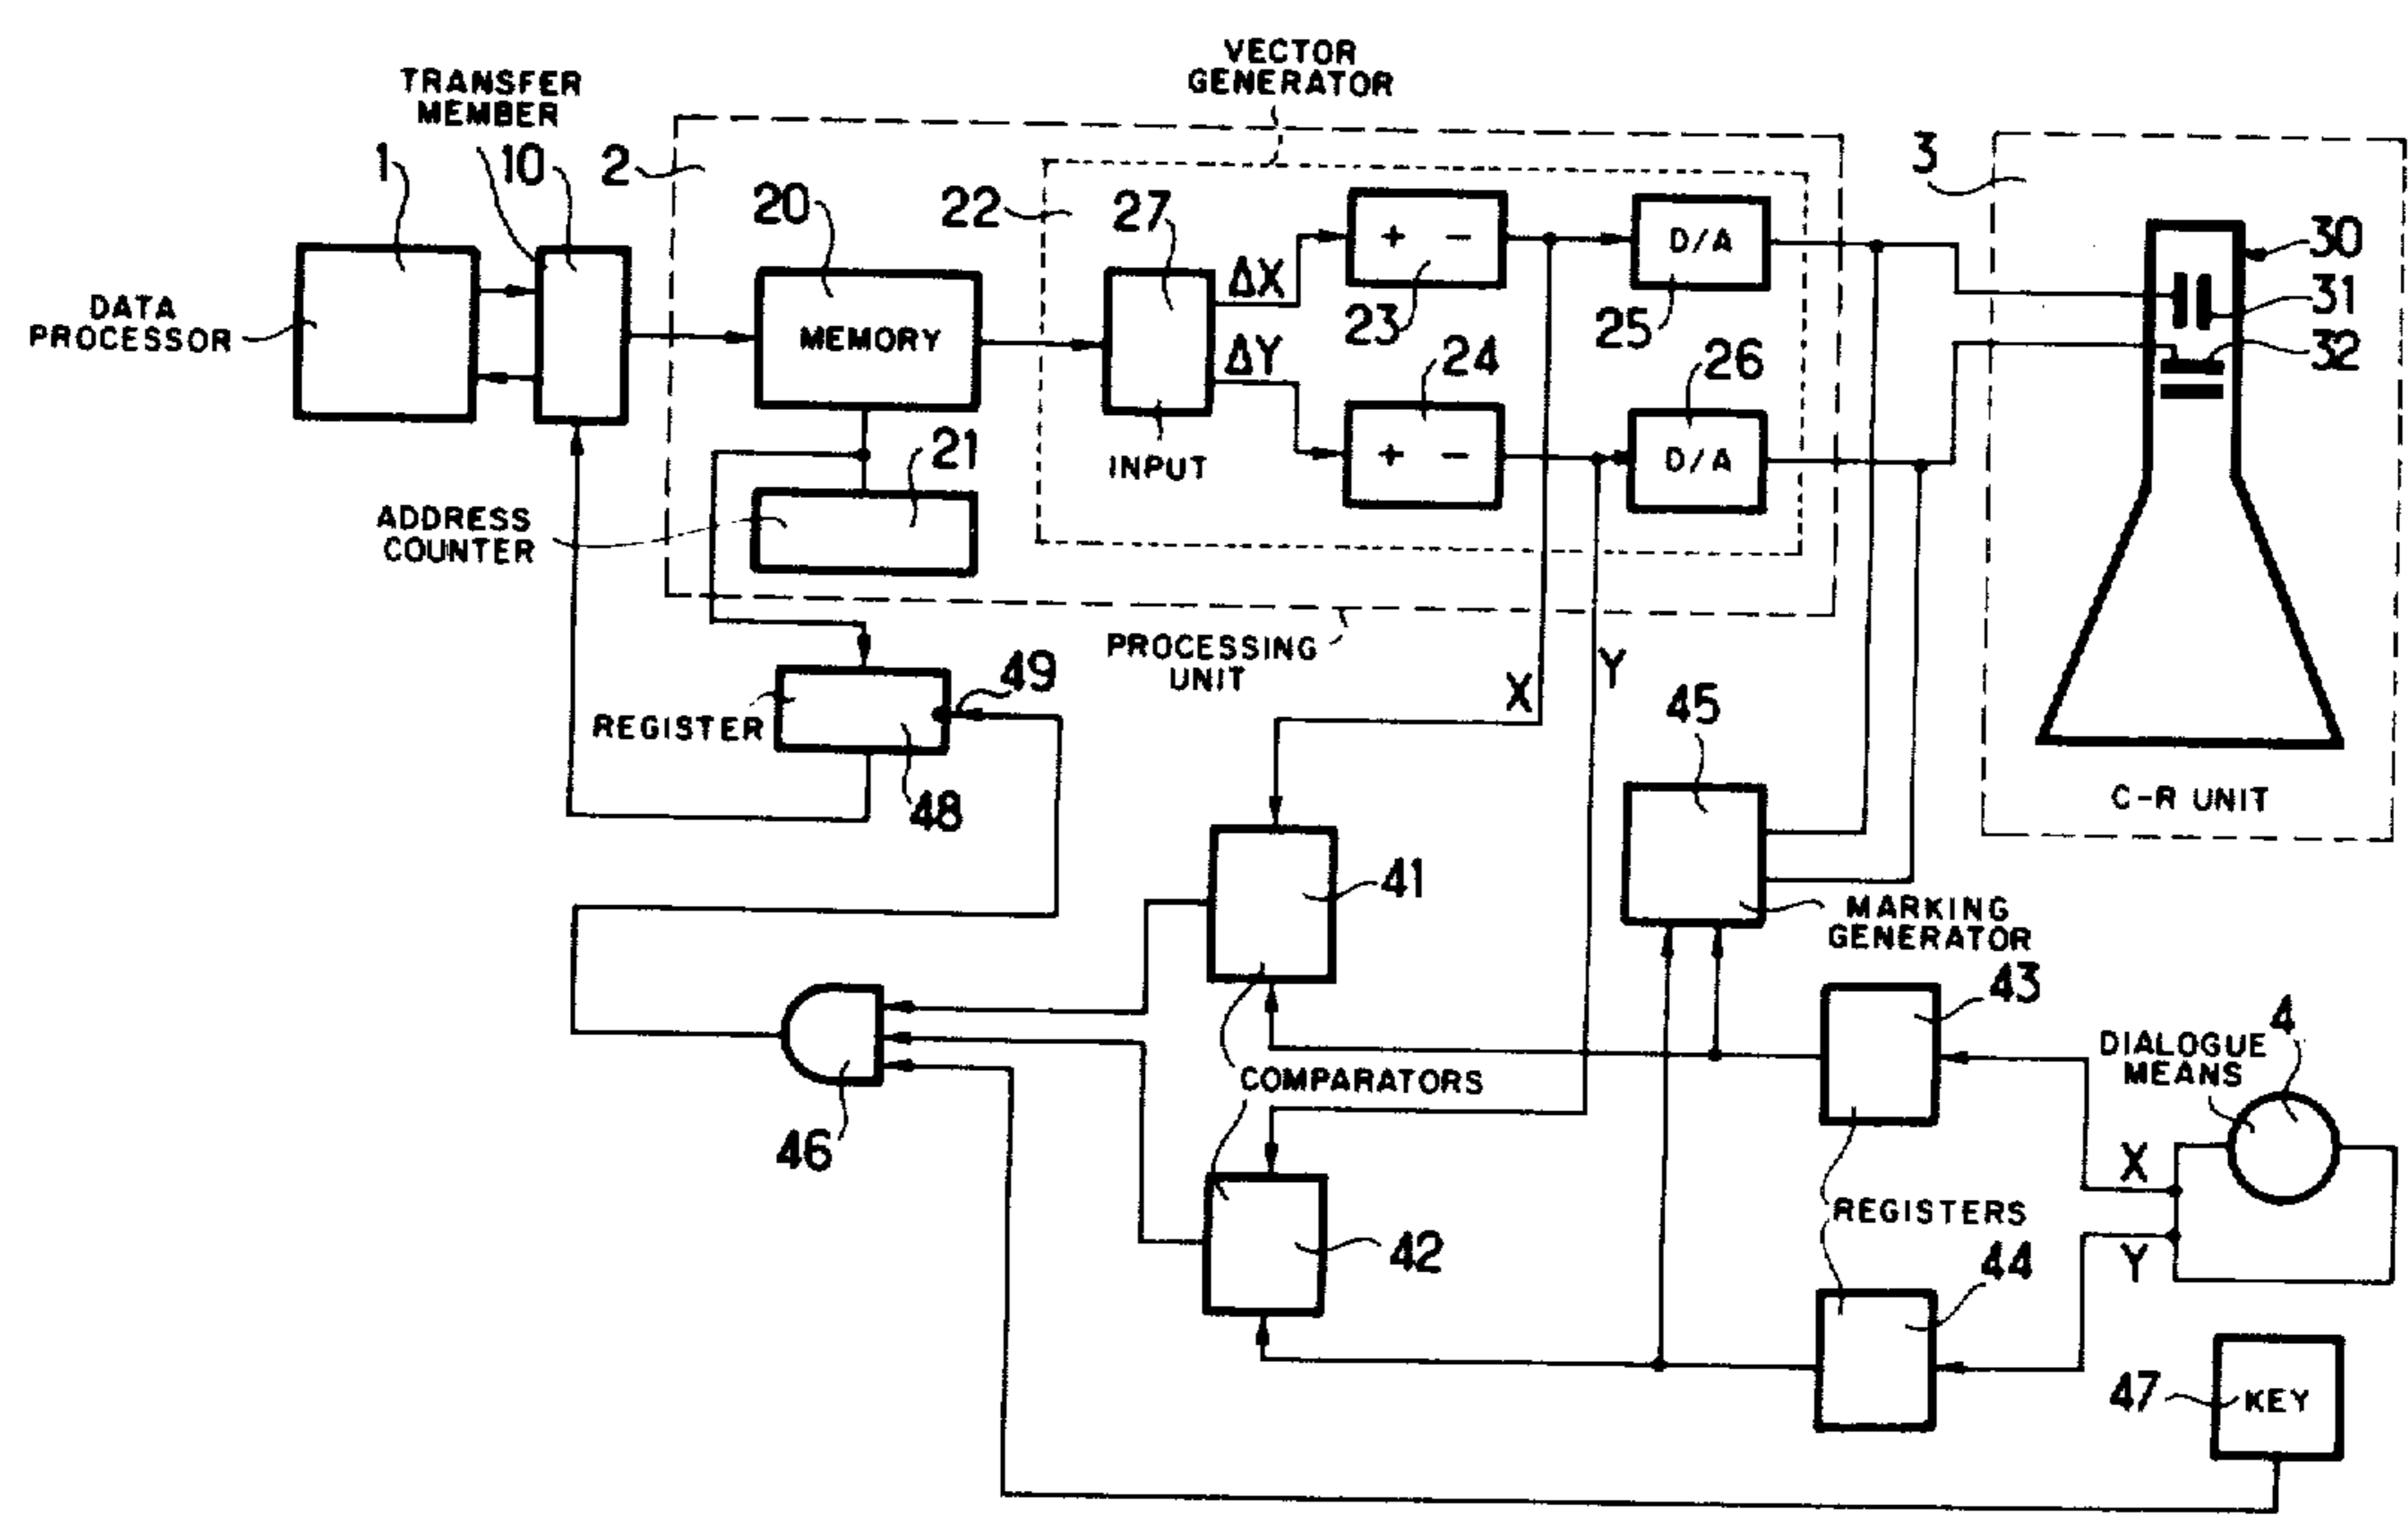 VECTOR
GENERATOR
TRANSFER
MEMBER
1
10
2
3
20
22
27
+ -
D/A
30
ΔX
31
DATA
PROCESSOR
MEMORY
23
25
ΔY
24
26
32
21
INPUT
+ -
D/A
ADDRESS
COUNTER
PROCESSING
UNIT
49
X
Y
REGISTER
45
48
C-R UNIT
41
MARKING
GENERATOR
43
4
DIALOGUE
MEANS
COMPARATORS
46
X
REGISTERS
42
Y
44
47
KEY